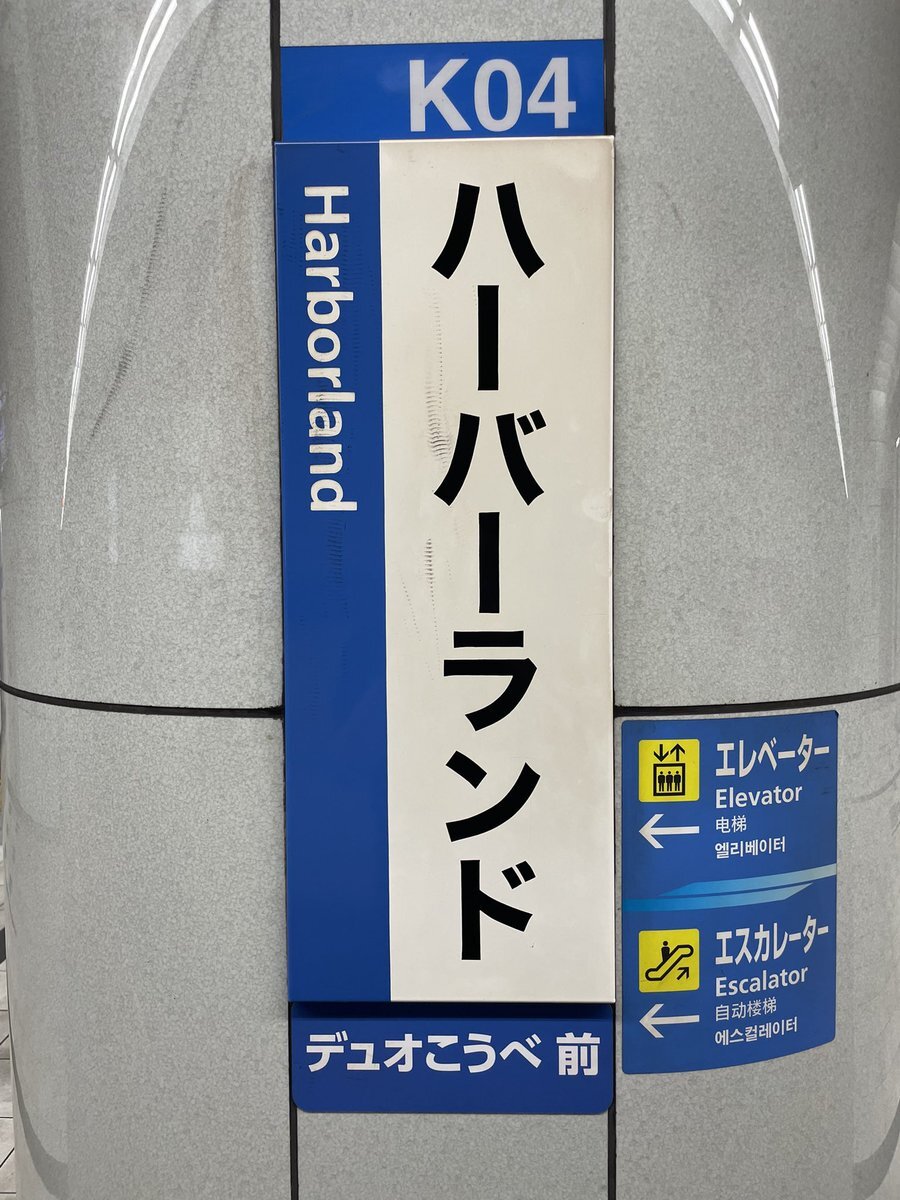 K04
ハーバーランド
Harborland
デュオこうべ 前
エレベーター
Elevator
电梯
엘리베이터
エスカレーター
Escalator
自动楼梯
에스컬레이터